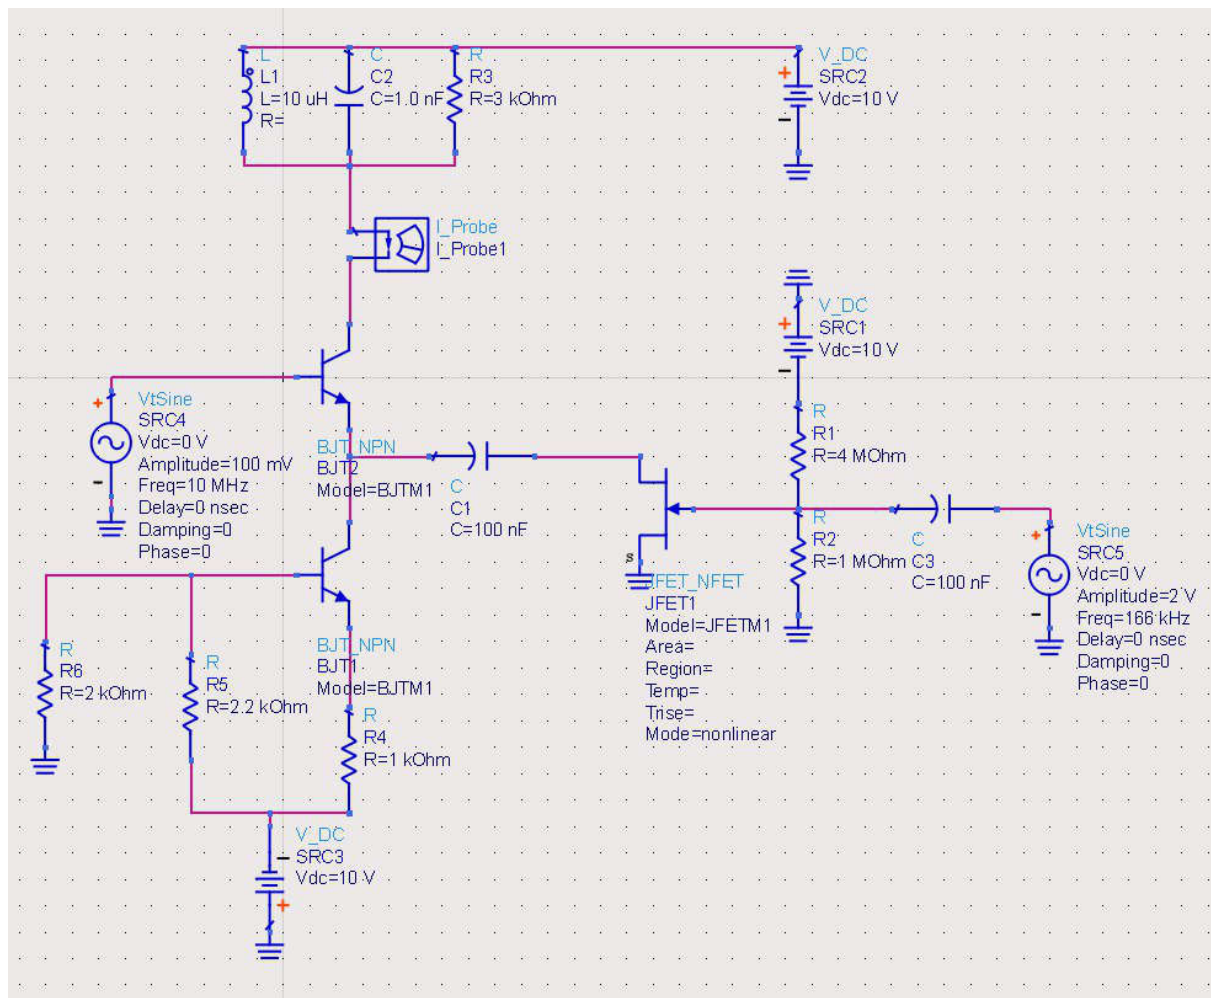 L
L1
L=10 uH
R=
C
C2
C=1.0 nF
R
R3
R=3 kOhm
V_DC
SRC2
Vdc=10 V
I_Probe
I_Probe1
V_DC
SRC1
Vdc=10 V
VtSine
SRC4
Vdc=0 V
Amplitude=100 mV
Freq=10 MHz
Delay=0 nsec
Damping=0
Phase=0
BJT_NPN
BJT2
Model=BJTM1
C
C1
C=100 nF
R
R1
R=4 MOhm
R
R2
R=1 MOhm
C
C3
C=100 nF
VtSine
SRC5
Vdc=0 V
Amplitude=2 V
Freq=166 kHz
Delay=0 nsec
Damping=0
Phase=0
s
JFET_NFET
JFET1
Model=JFETM1
Area=
Region=
Temp=
Trise=
Mode=nonlinear
BJT_NPN
BJT1
Model=BJTM1
R
R6
R=2 kOhm
R
R5
R=2.2 kOhm
R
R4
R=1 kOhm
V_DC
SRC3
Vdc=10 V